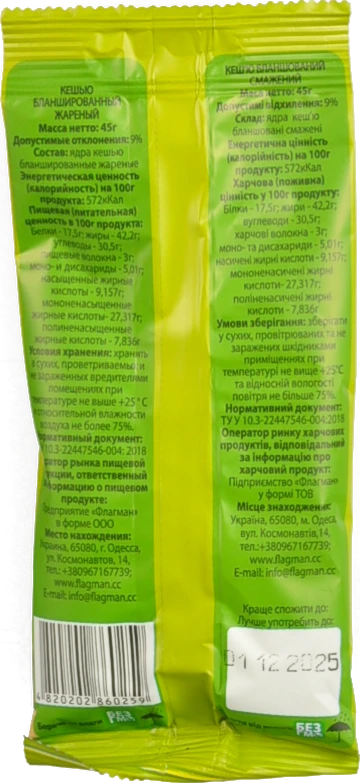 КЕШЬЮ
БЛАНШИРОВАННЫЙ
ЖАРЕНЫЙ
Масса нетто: 45г
Допустимые отклонения: 9%
Состав: ядра кешью
бланшированные жареные
Энергетическая ценность
(калорийность) на 100г
продукта: 572кКал
Пищевая (питательная)
ценность в 100г продукта:
Белки - 17,5г; жиры - 42,2г;
углеводы - 30,5г;
пищевые волокна - 3г;
моно- и дисахариды - 5,01г;
насыщенные жирные
кислоты - 9,157г;
мононенасыщенные
жирные кислоты- 27,317г;
полиненасыщенные
жирные кислоты - 7,836г
Условия хранения: хранять
в сухих, проветриваемых
не зараженных вредителями
помещениях при
температуре не выше +25°С
относительной влажности
воздуха не более 75%.
Нормативный документ:
10.3-22447546-004: 2018
оператор рынка пищевой
ответственный
информацию о пищевом
продукте:
Предприятие «Флагман»
в форме ООО
Место нахождения:
Украина, 65080, г. Одесса,
ул. Космонавтов, 14,
тел.: +380967167739;
www.flagman.cc
E-mail: info@flagman.cc
4 820202 860259
КЕШ'Ю БЛАНШОВАНИЙ
СМАЖЕНИЙ
Маса нетто: 45г
Допустимі відхилення: 9%
Склад: ядра кеш'ю
бланшовані смажені
Енергетична цінність
(калорійність) на 100г
продукту: 572кКал
Харчова (поживна)
цінність у 100г продукту:
Білки - 17,5г; жири - 42,2г;
вуглеводи - 30,5г;
харчові волокна - 3г;
моно- та дисахариди - 5,01г;
насичені жирні кислоти - 9,157г;
мононенасичені жирні
кислоти- 27,317г;
поліненасичені жирні
кислоти - 7,836г
Умови зберігання: зберігати
у сухих, провітрюваних та не
заражених шкідниками
приміщеннях при
температурі не вище +25°С
та відносній вологості
повітря не більше 75%.
Нормативний документ:
ТУ У 10.3-22447546-004:2018
Оператор ринку харчових
продуктів, відповідальний
за інформацію про
харчовий продукт:
Підприємство «Флагман»
у формі ТОВ
Місце знаходження:
Україна, 65080, м. Одеса,
вул. Космонавтів, 14,
тел.: +380967167739;
www.flagman.cc
E-mail: info@flagman.cc
Краще спожити до:
Лучше употребить до:
01 12 2025
БЕЗ
ГМО
БЕЗ
ГМО